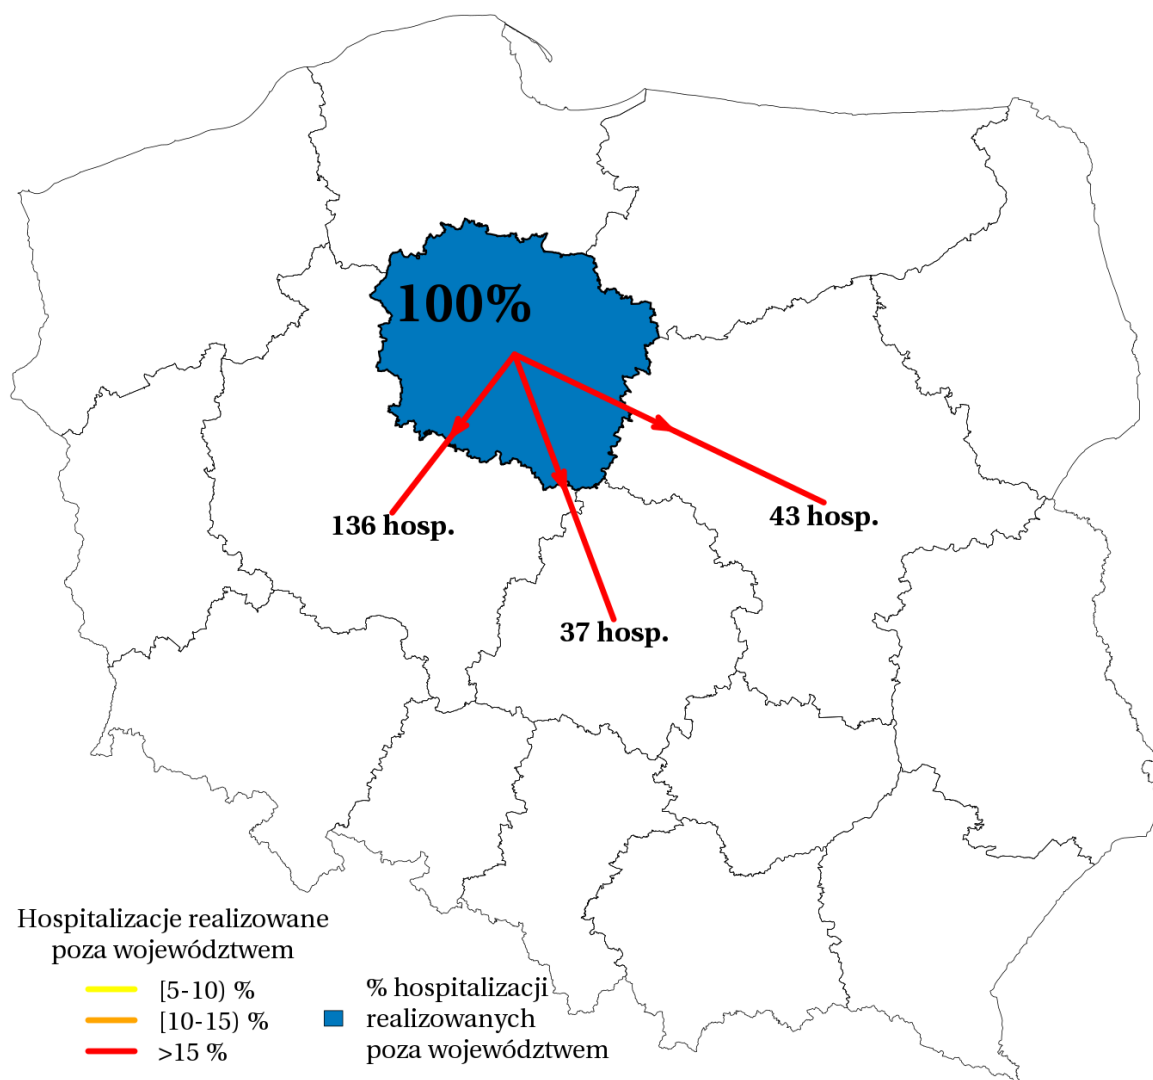 100%
136 hosp.
43 hosp.
37 hosp.
Hospitalizacje realizowane
poza województwem
[5-10) %
[10-15) %
>15 %
% hospitalizacji
realizowanych
poza województwem